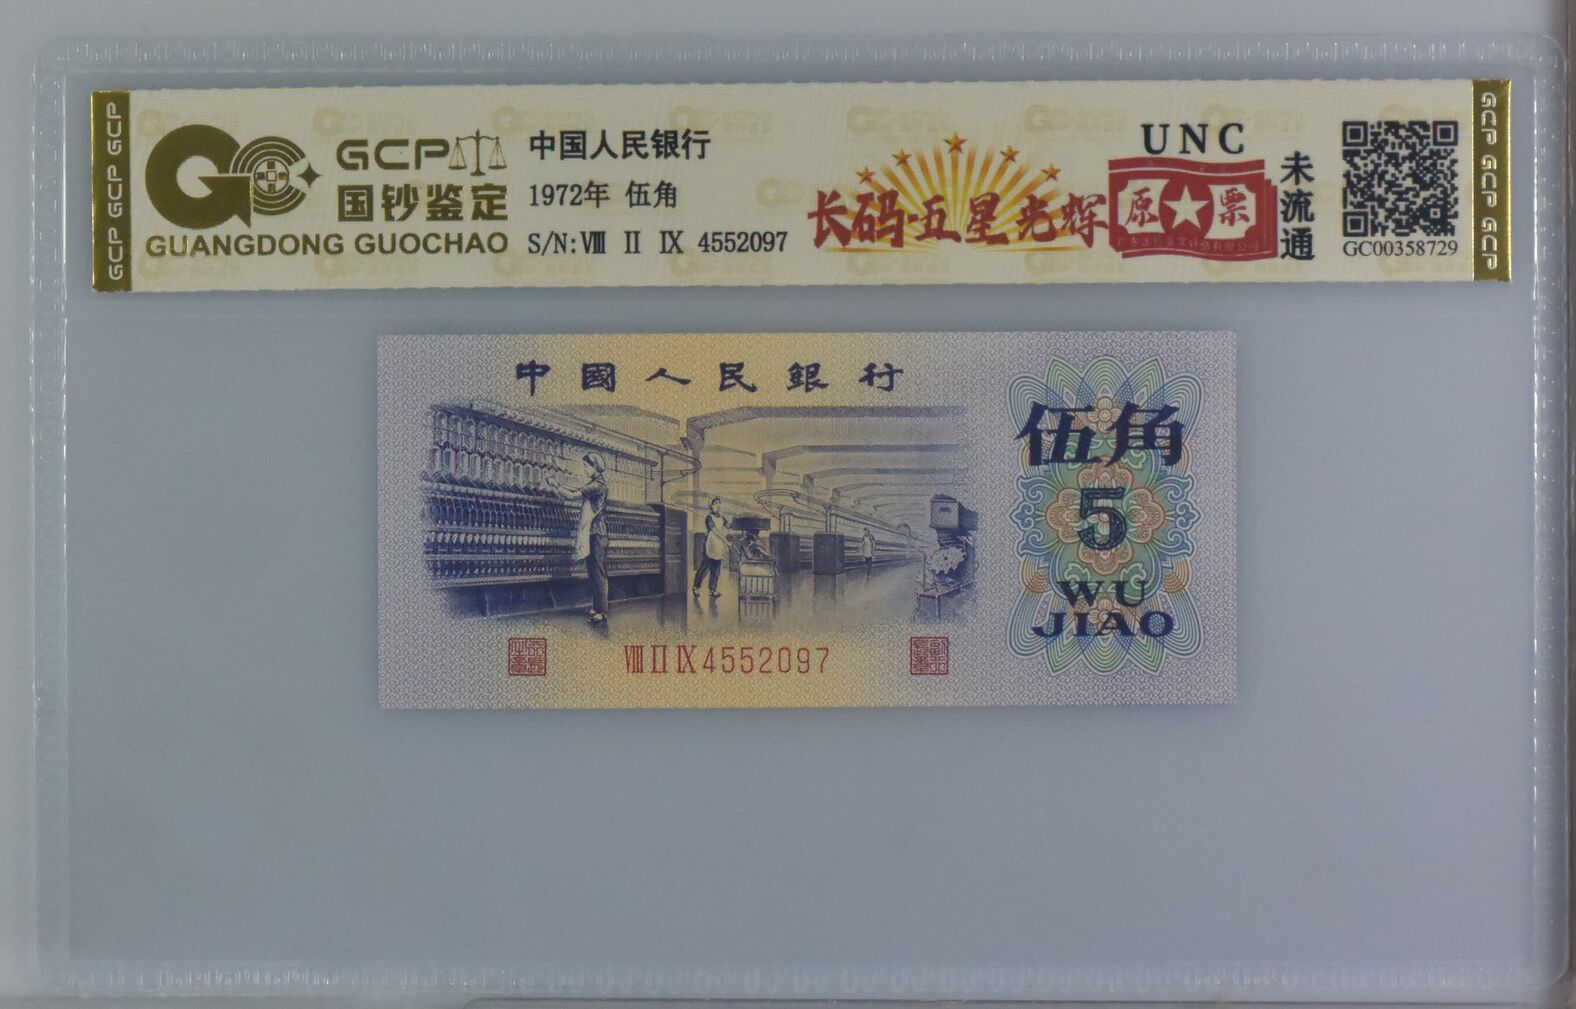 GCP GCP GCP
GCP
国钞鉴定
GUANGDONG GUOCHAO
中国人民银行
1972年 伍角
S/N: Ⅷ Ⅱ Ⅸ 4552097
长码·五星光辉
UNC
原★票
未流通
GC00358729
GCP GCP GCP
中國人民銀行
伍角
5
WU
JIAO
ⅧⅡⅨ4552097